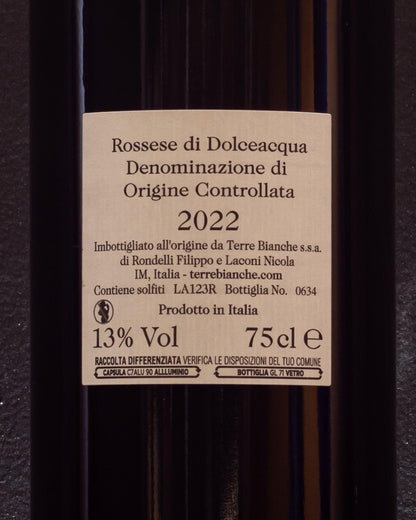 Rossese di Dolceacqua
Denominazione di
Origine Controllata
2022
Imbottigliato all'origine da Terre Bianche s.s.a.
di Rondelli Filippo e Laconi Nicola
IM, Italia - terrebianche.com
Contiene solfiti LA123R Bottiglia No. 0634
Prodotto in Italia
13% Vol 75cl ℮
RACCOLTA DIFFERENZIATA VERIFICA LE DISPOSIZIONI DEL TUO COMUNE
CAPSULA C7ALU 90 ALLLUMINIO BOTTIGLIA GL 71 VETRO